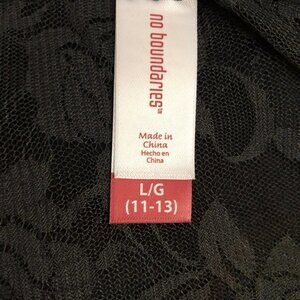 no boundaries™
Made in
China
Hecho en
China
L/G
(11-13)